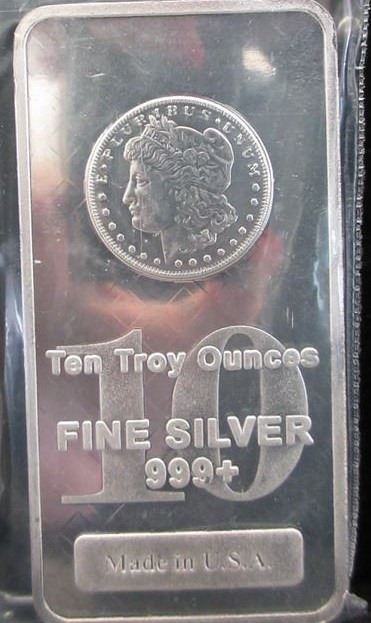 E·PLURIBUS·UNUM
10
Ten Troy Ounces
FINE SILVER
999+
Made in U.S.A.